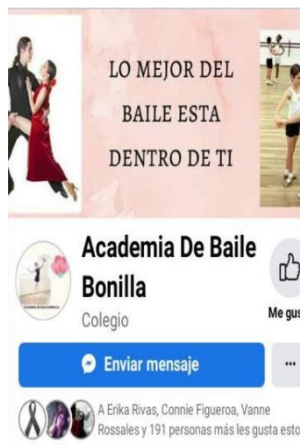 LO MEJOR DEL
BAILE ESTA
DENTRO DE TI
Academia De Baile
Bonilla
Colegio
Me gus
Enviar mensaje
A Erika Rivas, Connie Figueroa, Vanne
Rossales y 191 personas más les gusta esto